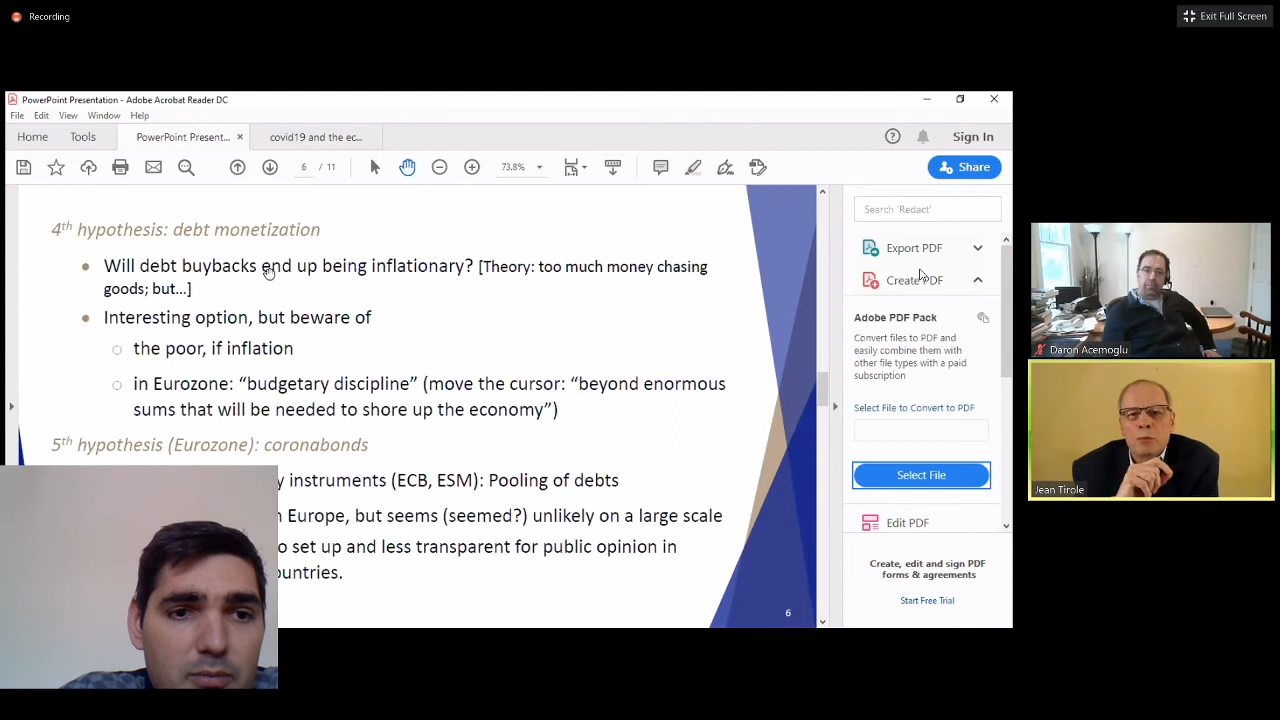 Recording
Exit Full Screen
PowerPoint Presentation - Adobe Acrobat Reader DC
File Edit View Window Help
Home Tools PowerPoint Present... × covid19 and the ec... Sign In
6 / 11 73.8% Share
4th hypothesis: debt monetization
Will debt buybacks end up being inflationary? [Theory: too much money chasing
goods; but...]
Interesting option, but beware of
the poor, if inflation
in Eurozone: “budgetary discipline” (move the cursor: “beyond enormous
sums that will be needed to shore up the economy”)
5th hypothesis (Eurozone): coronabonds
instruments (ECB, ESM): Pooling of debts
Europe, but seems (seemed?) unlikely on a large scale
set up and less transparent for public opinion in
6
Search 'Redact'
Export PDF
Create PDF
Adobe PDF Pack
Convert files to PDF and
easily combine them with
other file types with a paid
subscription
Select File to Convert to PDF
Select File
Edit PDF
Create, edit and sign PDF
forms & agreements
Start Free Trial
Daron Acemoglu
Jean Tirole